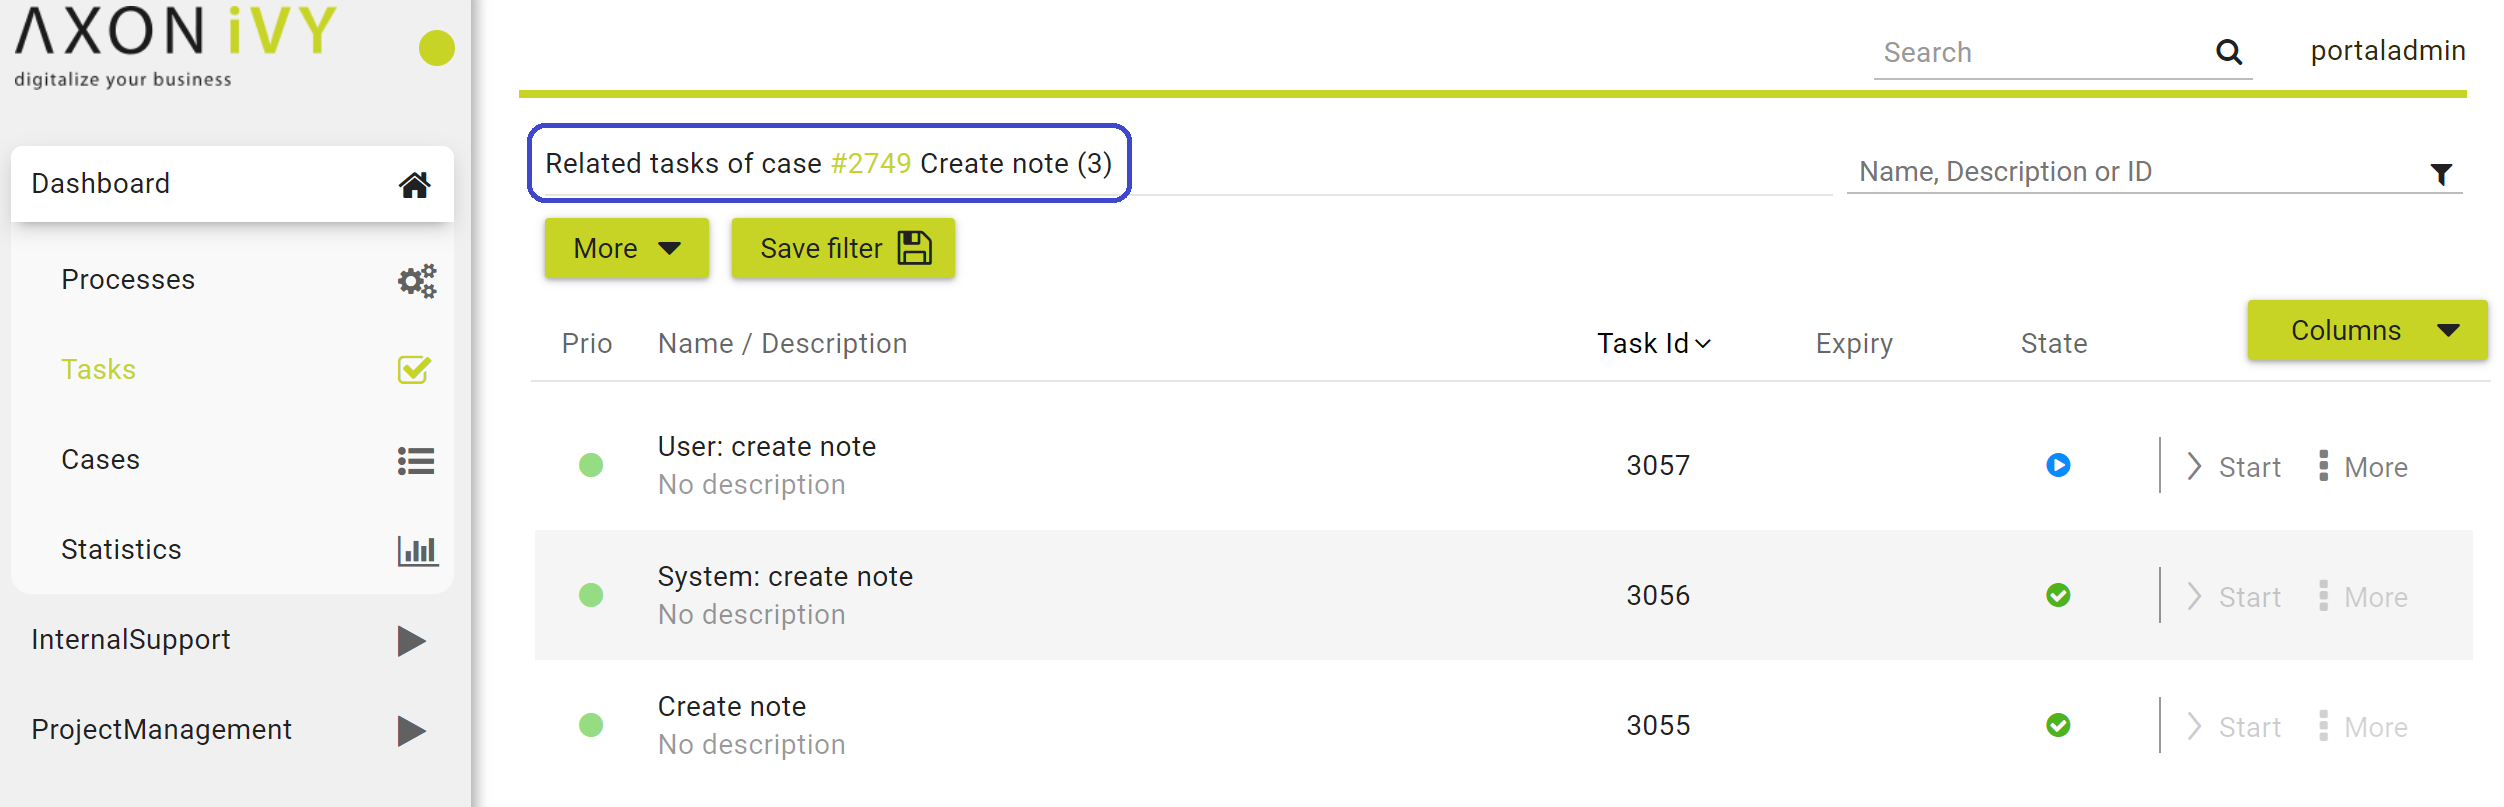 AXON iVY
digitalize your business
Search
portaladmin
Dashboard
Processes
Tasks
Cases
Statistics
InternalSupport
ProjectManagement
Related tasks of case #2749 Create note (3)
Name, Description or ID
More
Save filter
Columns
Prio Name / Description Task Id Expiry State
User: create note
No description
3057
Start More
System: create note
No description
3056
Start More
Create note
No description
3055
Start More